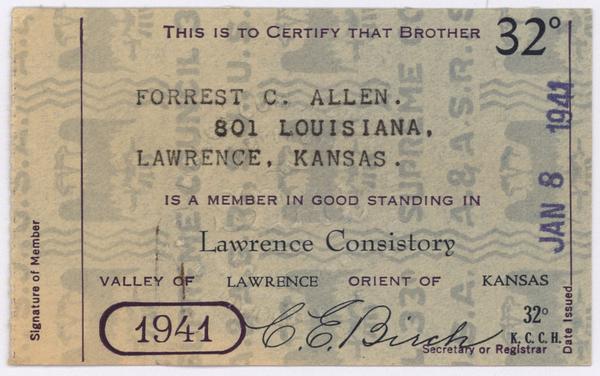 THIS IS TO CERTIFY THAT BROTHER 32°
FORREST C. ALLEN.
801 LOUISIANA,
LAWRENCE, KANSAS.
IS A MEMBER IN GOOD STANDING IN
Lawrence Consistory
VALLEY OF LAWRENCE ORIENT OF KANSAS
1941 C. E. Birch 32°
K.C.C.H.
Secretary or Registrar
Signature of Member
Date Issued
JAN 8 1941